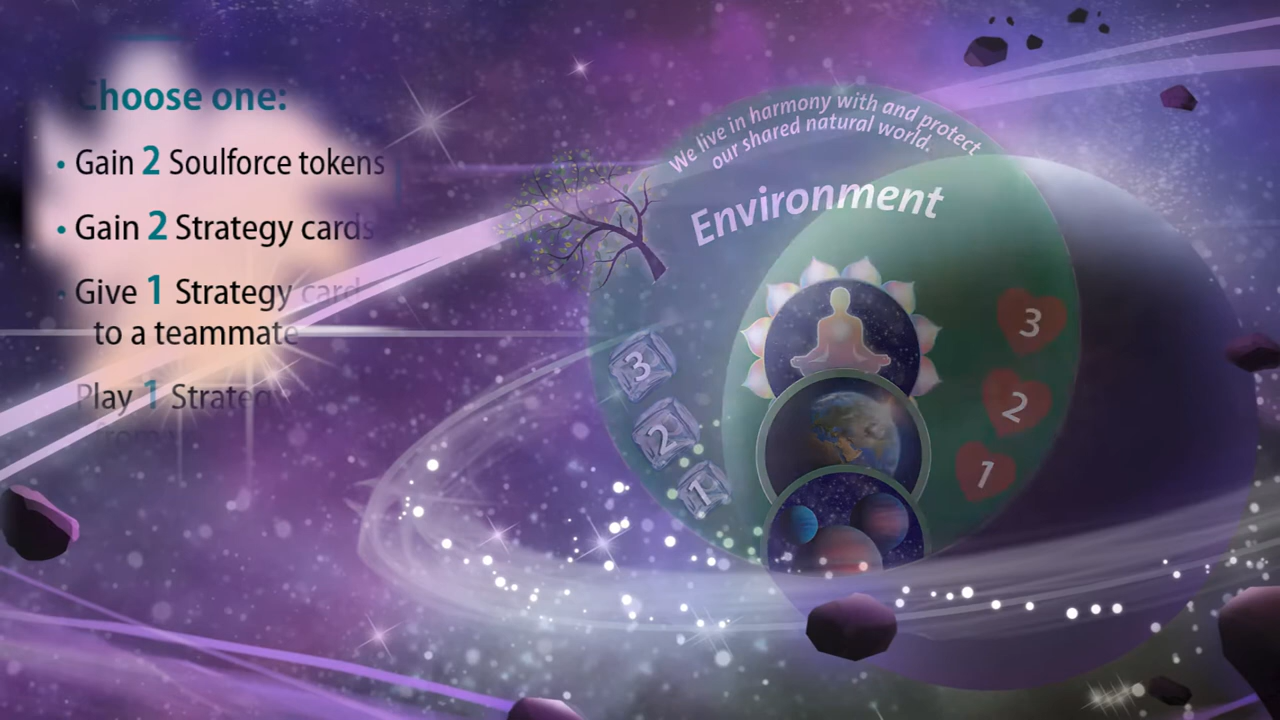 Choose one:
• Gain 2 Soulforce tokens
• Gain 2 Strategy cards
• Give 1 Strategy card
to a teammate
Play 1
We live in harmony with and protect
our shared natural world.
Environment
3
2
1
3
2
1